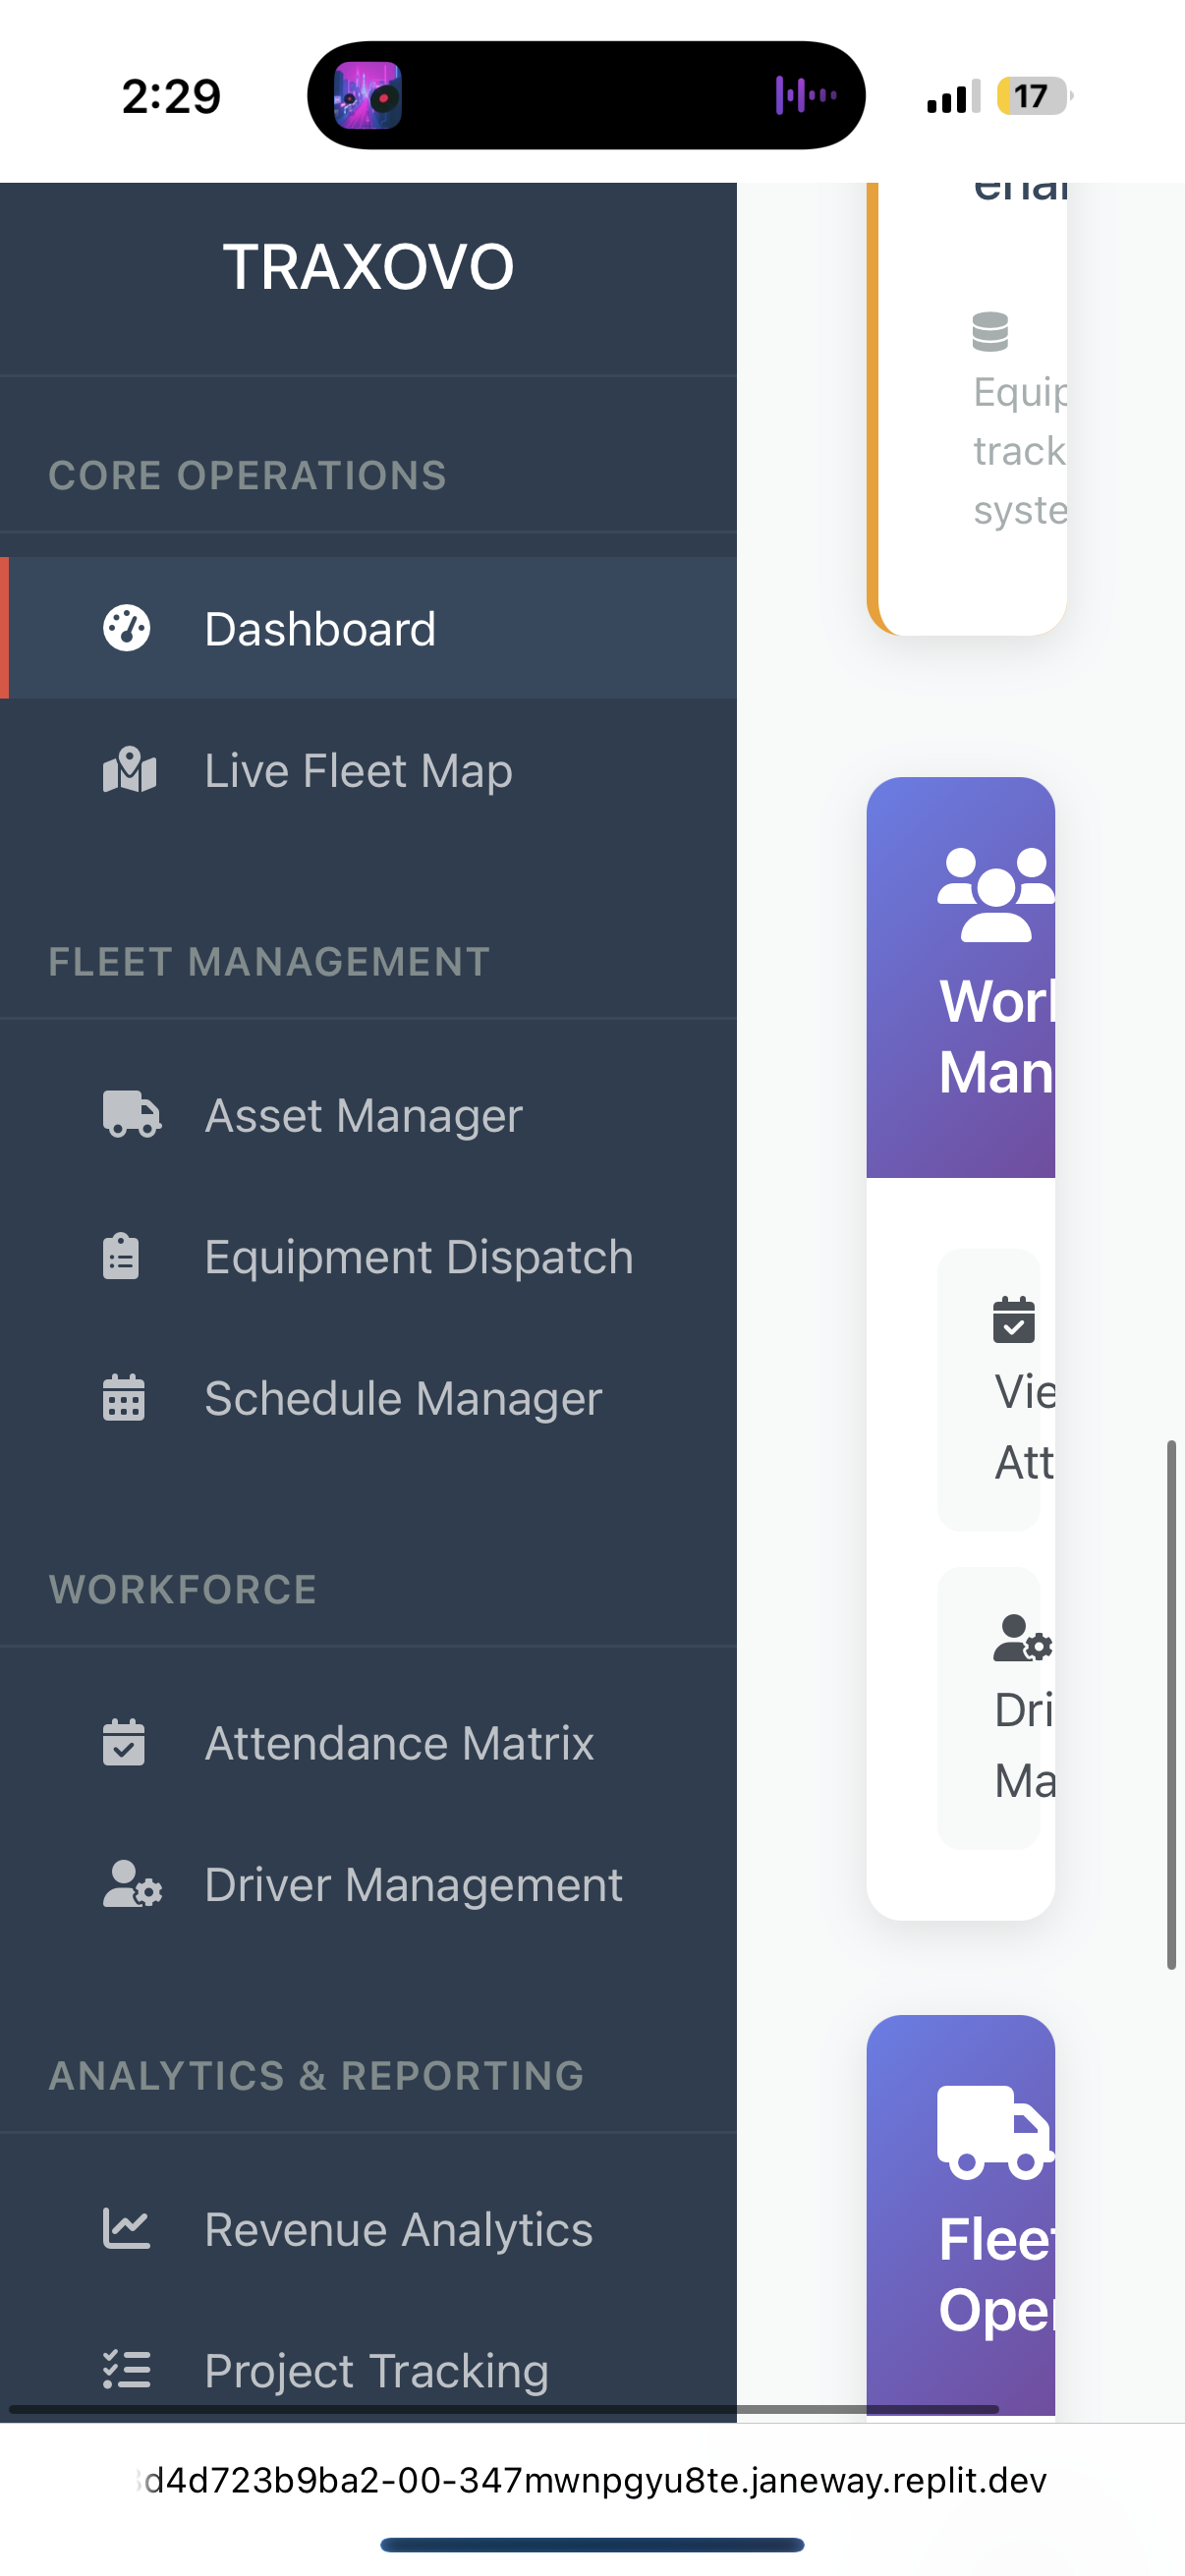 2:29
17
TRAXOVO
CORE OPERATIONS
Dashboard
Live Fleet Map
FLEET MANAGEMENT
Asset Manager
Equipment Dispatch
Schedule Manager
WORKFORCE
Attendance Matrix
Driver Management
ANALYTICS & REPORTING
Revenue Analytics
Project Tracking
Equip
track
syste
Worl
Man
Vie
Att
Dri
Ma
Flee
Oper
d4d723b9ba2-00-347mwnpgyu8te.janeway.replit.dev